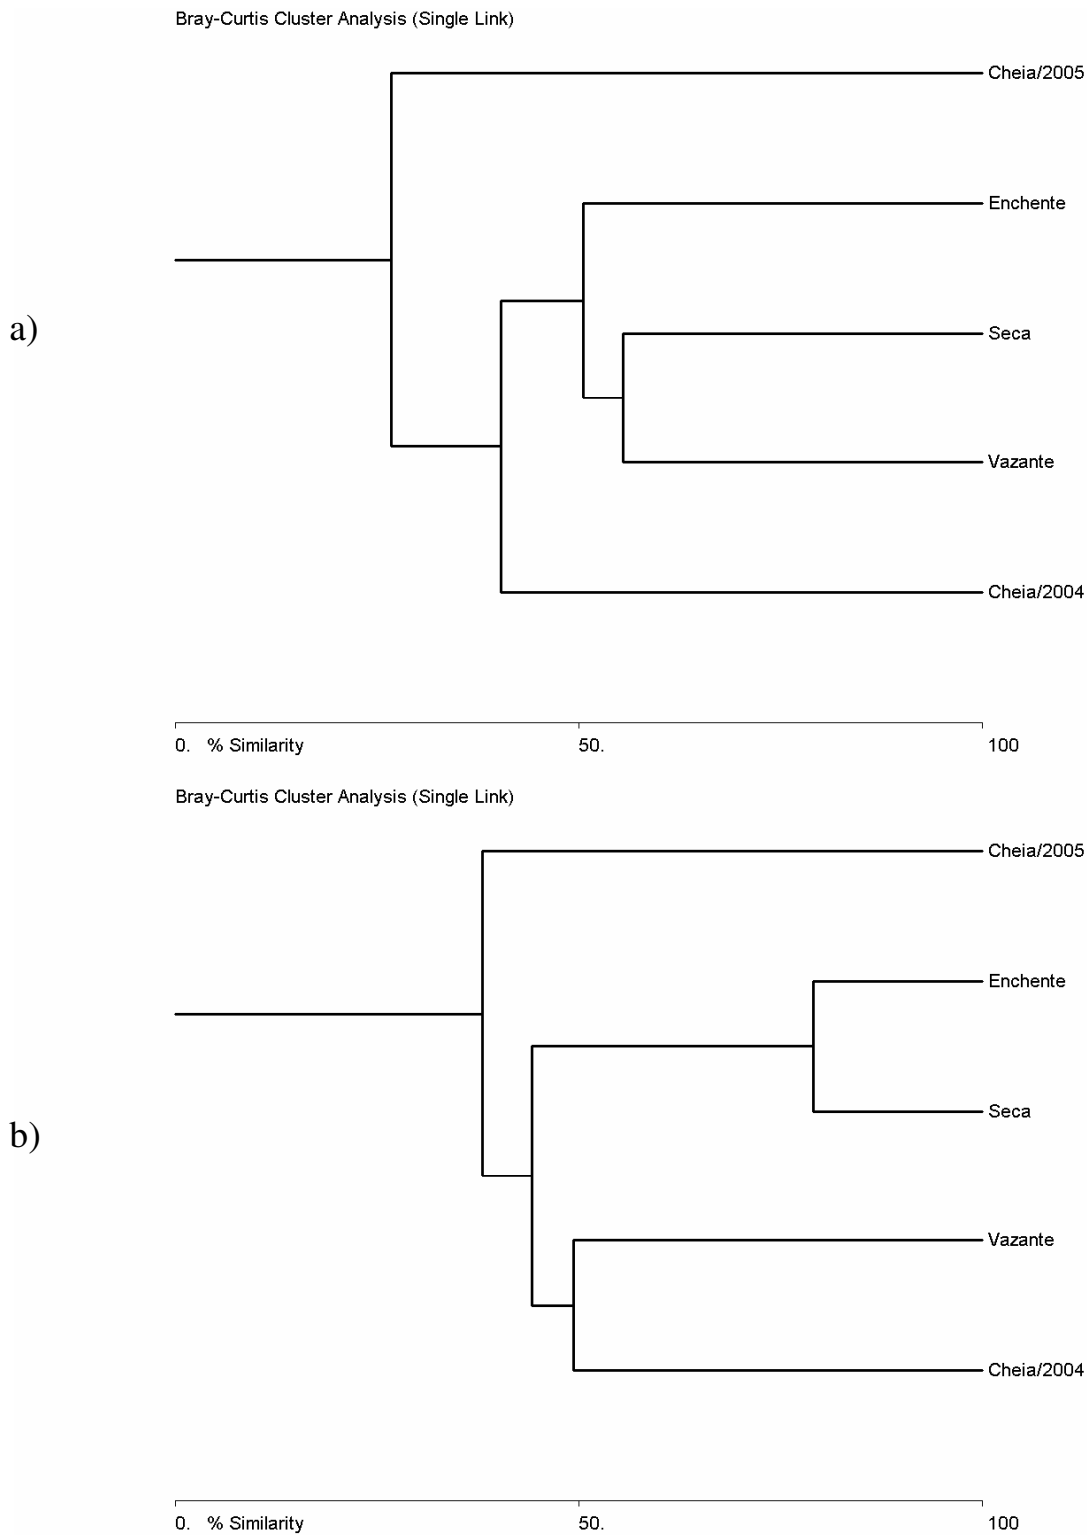 Bray-Curtis Cluster Analysis (Single Link)
Cheia/2005
Enchente
a)
Seca
Vazante
Cheia/2004
0. % Similarity 50. 100
Bray-Curtis Cluster Analysis (Single Link)
Cheia/2005
Enchente
Seca
b)
Vazante
Cheia/2004
0. % Similarity 50. 100